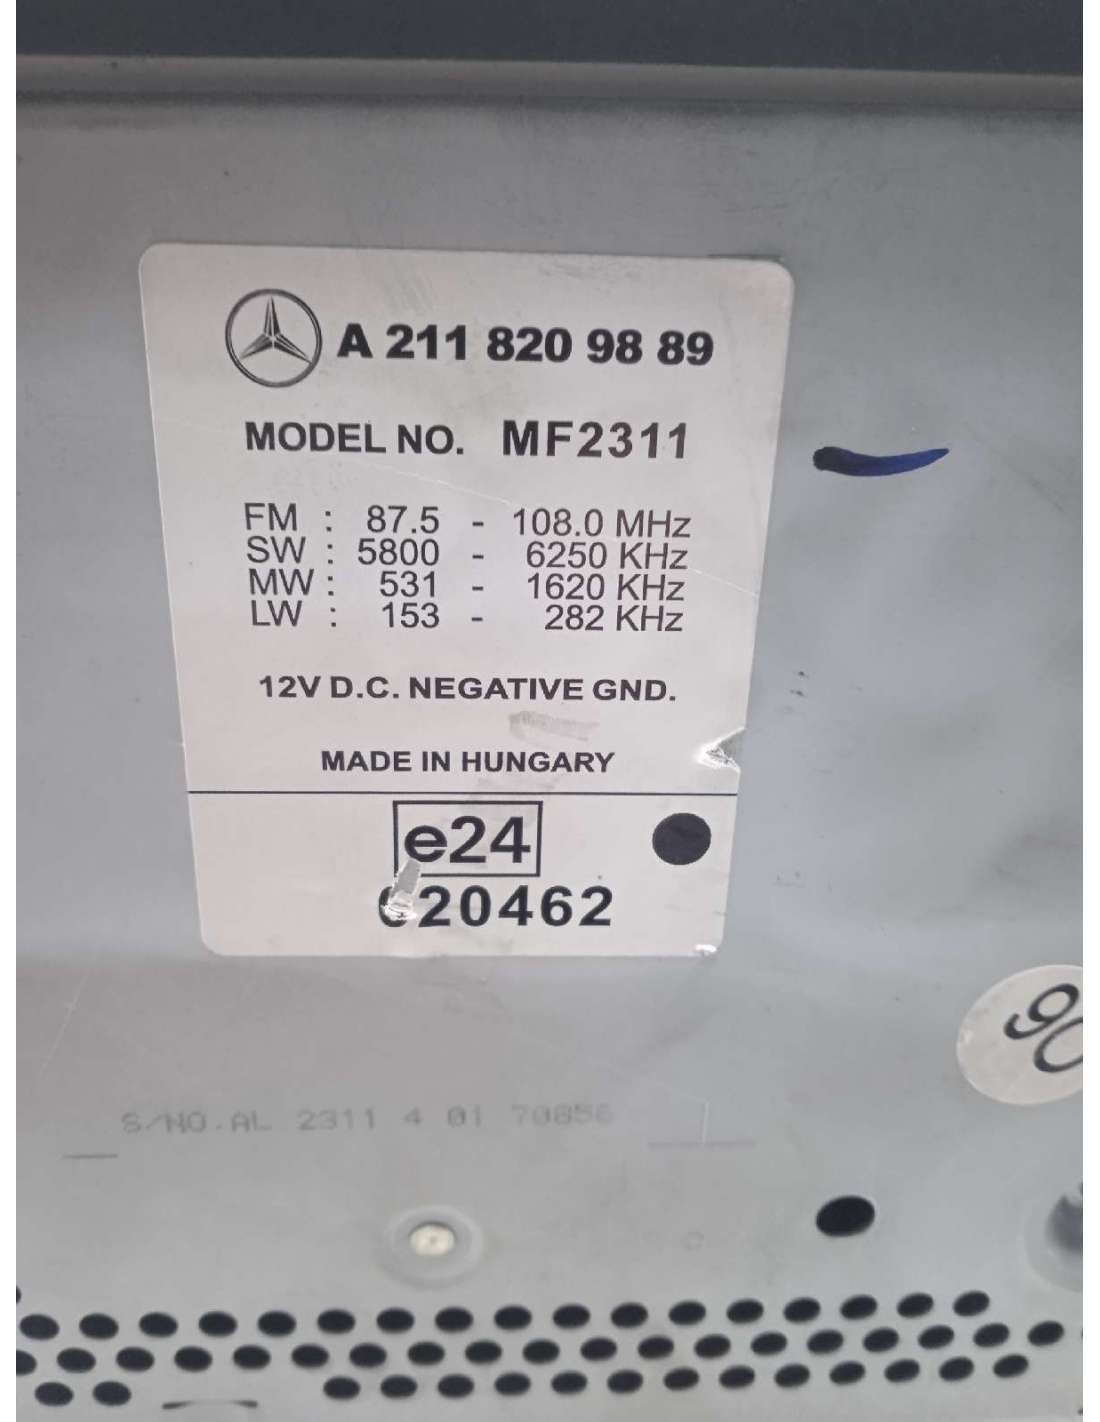 A 211 820 98 89
MODEL NO. MF2311
FM : 87.5 - 108.0 MHz
SW : 5800 - 6250 KHz
MW : 531 - 1620 KHz
LW : 153 - 282 KHz
12V D.C. NEGATIVE GND.
MADE IN HUNGARY
e24
020462
90
S/NO.AL 2311 4 01 70856